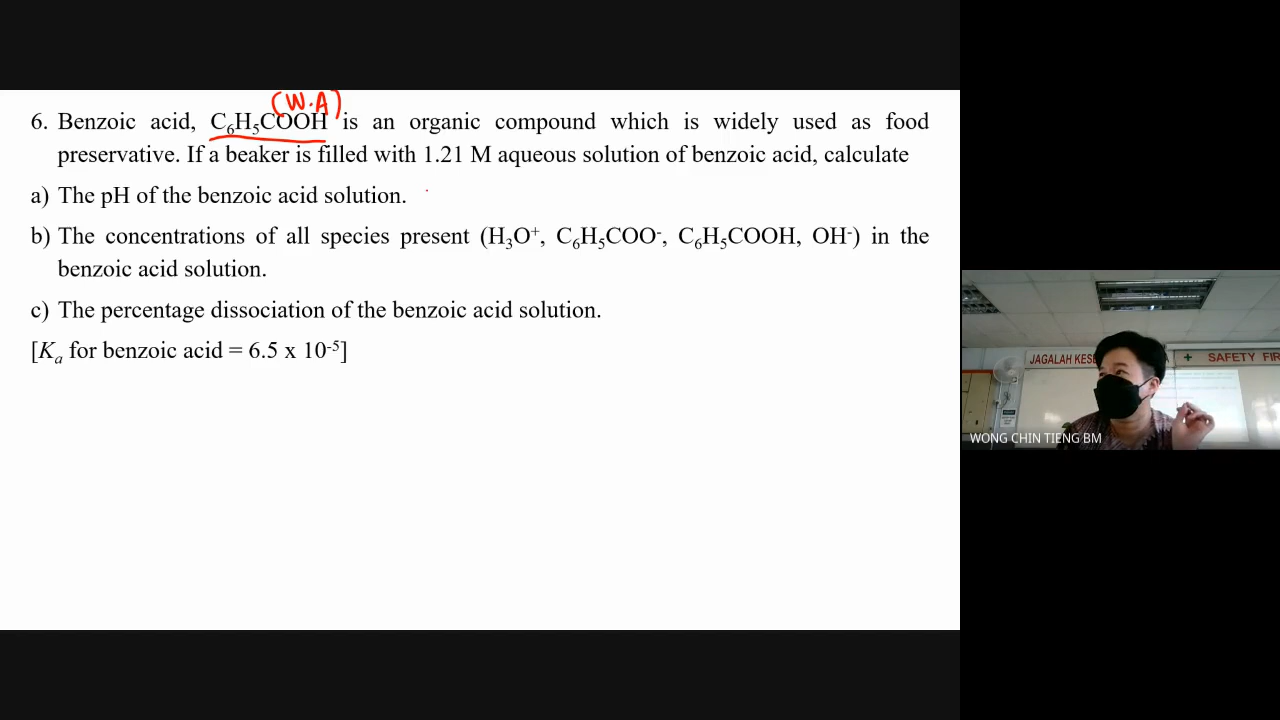 (W.A)
6. Benzoic acid, C₆H₅COOH is an organic compound which is widely used as food
preservative. If a beaker is filled with 1.21 M aqueous solution of benzoic acid, calculate
a) The pH of the benzoic acid solution.
b) The concentrations of all species present (H₃O⁺, C₆H₅COO⁻, C₆H₅COOH, OH⁻) in the
benzoic acid solution.
c) The percentage dissociation of the benzoic acid solution.
[Kₐ for benzoic acid = 6.5 x 10⁻⁵]
JAGALAH
+ SAFETY FIR
WONG CHIN TIENG BM